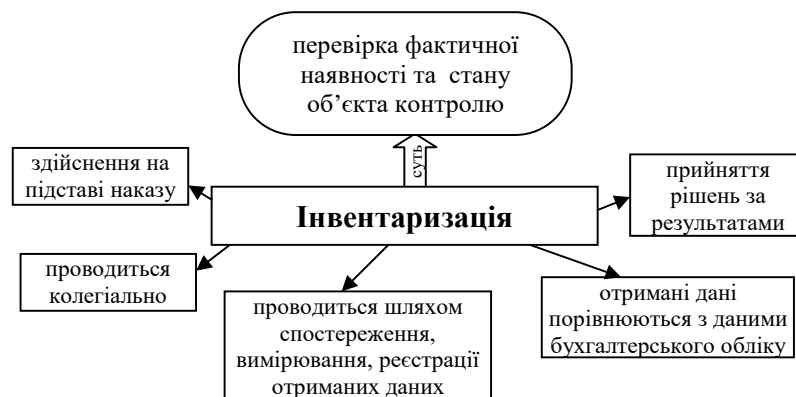 перевірка фактичної
наявності та стану
об’єкта контролю
суть
здійснення на
підставі наказу
прийняття
рішень за
результатами
Інвентаризація
проводиться
колегіально
проводиться шляхом
спостереження,
вимірювання, реєстрації
отриманих даних
отримані дані
порівнюються з даними
бухгалтерського обліку